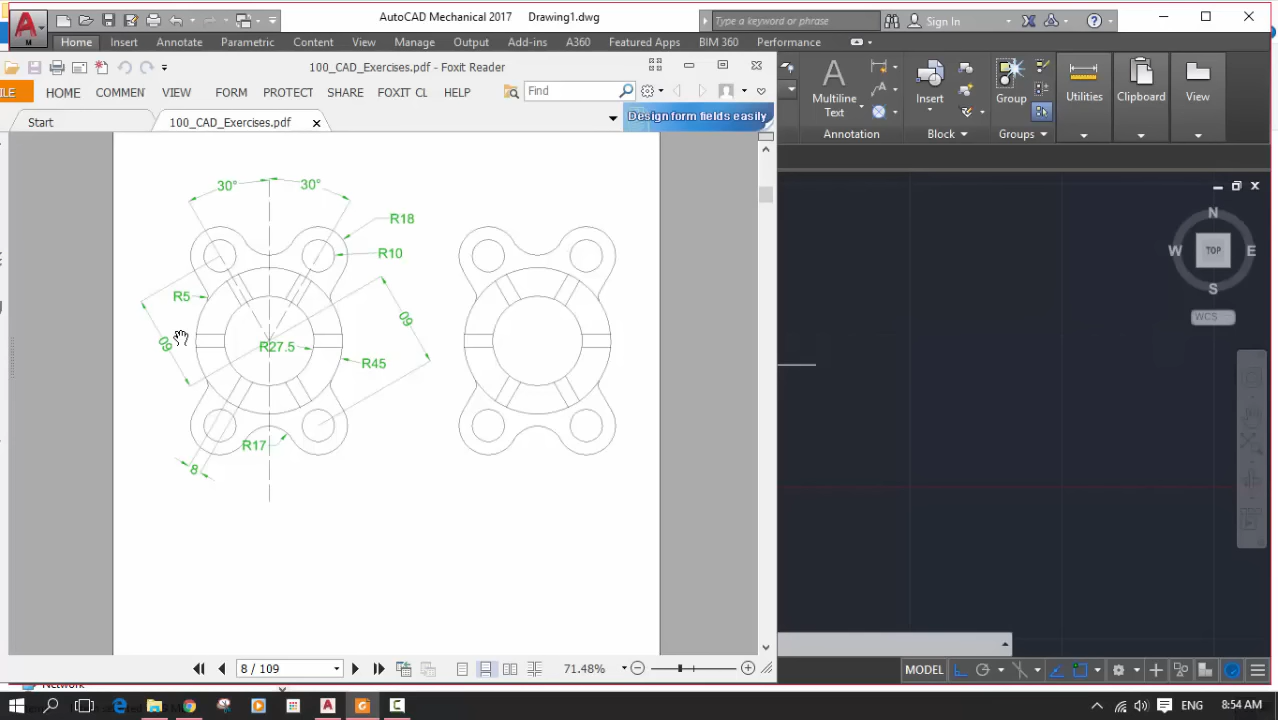 AutoCAD Mechanical 2017 Drawing1.dwg
Type a keyword or phrase
Sign In
Home Insert Annotate Parametric Content View Manage Output Add-ins A360 Featured Apps BIM 360 Performance
100_CAD_Exercises.pdf - Foxit Reader
HOME COMMENT VIEW FORM PROTECT SHARE FOXIT CL HELP
Find
Start
100_CAD_Exercises.pdf
Design form fields easily
Multiline
Text
Insert
Group
Utilities
Clipboard
View
Annotation
Block
Groups
30°
30°
R18
R10
R5
60
60
R27.5
R45
R17
8
N
W
TOP
E
S
WCS
8 / 109
71.48%
MODEL
Network
ENG
8:54 AM